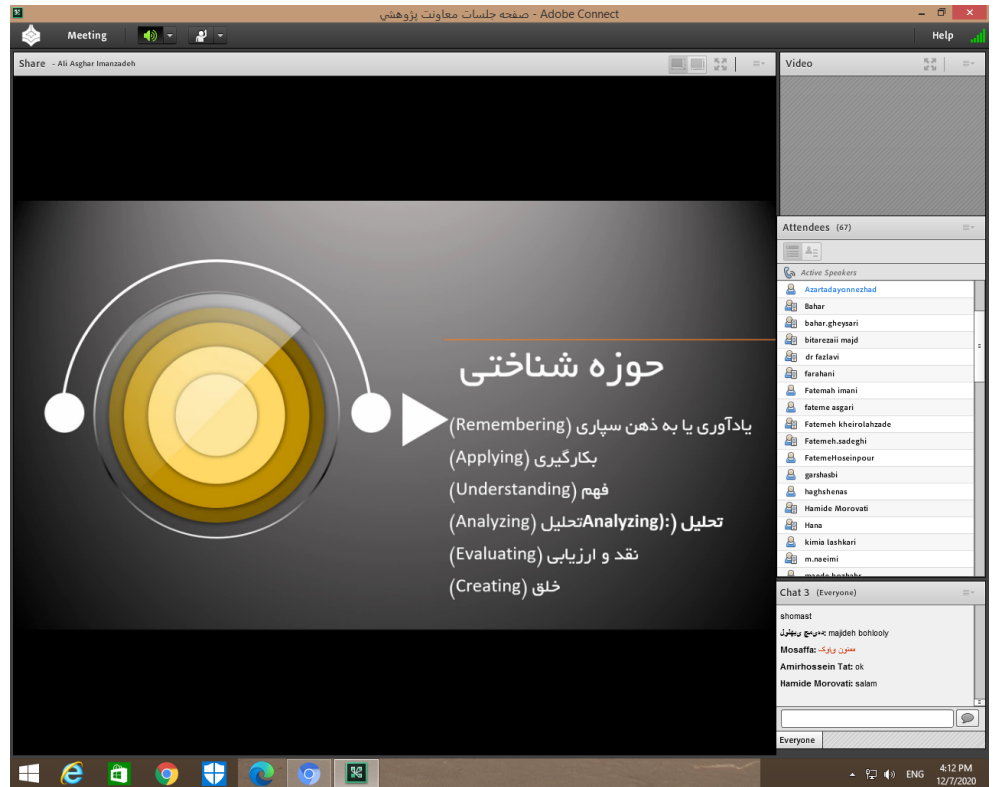 صفحه جلسات معاونت پژوهشي - Adobe Connect
Meeting
Help
Share - Ali Asghar Imanzadeh
حوزه شناختی
یادآوری یا به ذهن سپاری (Remembering)
بکارگیری (Applying)
فهم (Understanding)
تحلیل (:(Analyzingتحلیل (Analyzing)
نقد و ارزیابی (Evaluating)
خلق (Creating)
Video
Attendees (67)
Active Speakers
Azartadayonnezhad
Bahar
bahar.gheysari
bitarezaii majd
dr fazlavi
farahani
Fatemah imani
fateme asgari
Fatemeh kheirolahzade
Fatemeh.sadeghi
FatemeHoseinpour
garshasbi
haghshenas
Hamide Morovati
Hana
kimia lashkari
m.naeimi
Chat 3 (Everyone)
shomast
majideh bohlooly
Mosaffa:
Amirhossein Tat: ok
Hamide Morovati: salam
Everyone
ENG
4:12 PM
12/7/2020